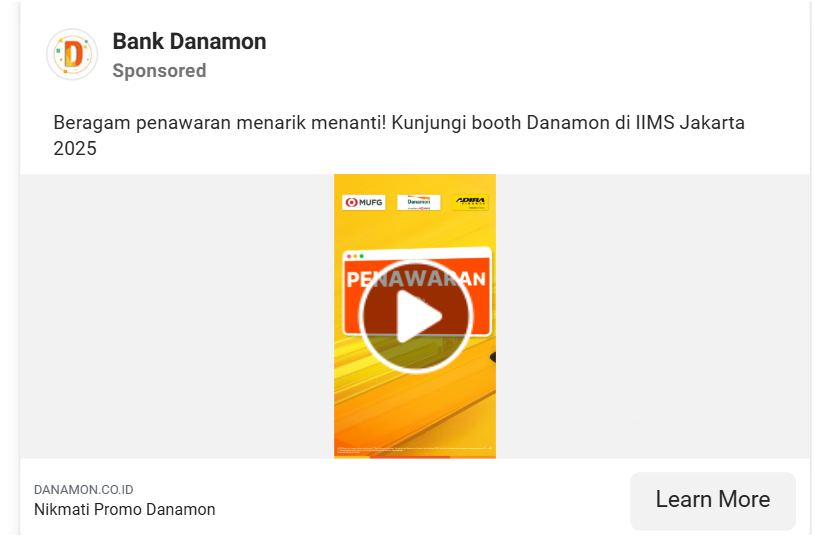 D
Bank Danamon
Sponsored
Beragam penawaran menarik menanti! Kunjungi booth Danamon di IIMS Jakarta
2025
MUFG
Danamon
ADIRA
FINANCE
PENAWARAN
DANAMON.CO.ID
Nikmati Promo Danamon
Learn More